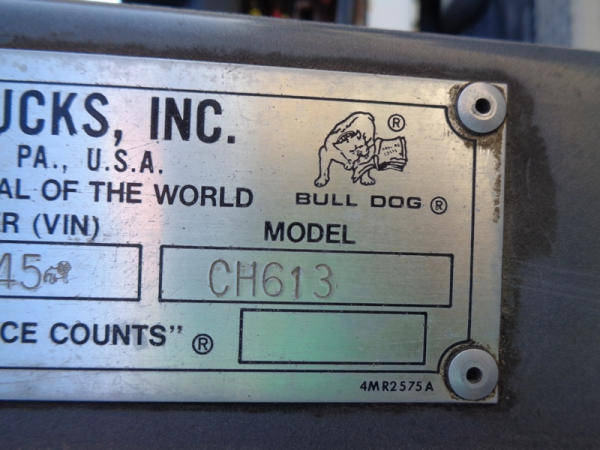 UCKS, INC.
PA., U.S.A.
AL OF THE WORLD
BULL DOG ®
®
R (VIN)
MODEL
45
CH613
CE COUNTS" ®
4MR2575A